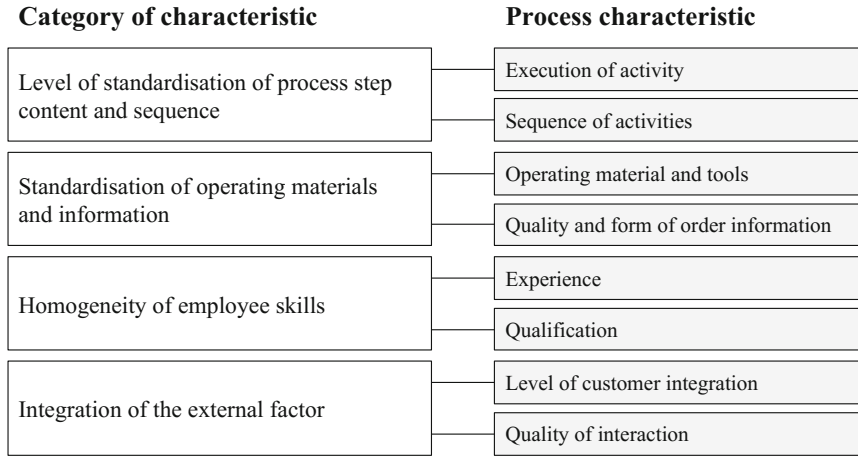 Category of characteristic
Process characteristic
Level of standardisation of process step
content and sequence
Execution of activity
Sequence of activities
Standardisation of operating materials
and information
Operating material and tools
Quality and form of order information
Homogeneity of employee skills
Experience
Qualification
Integration of the external factor
Level of customer integration
Quality of interaction